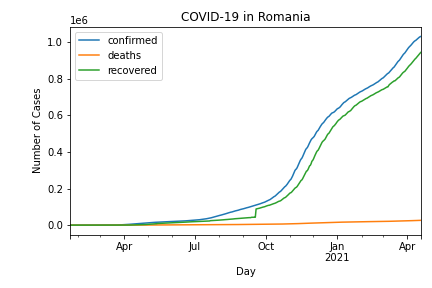 COVID-19 in Romania
1e6
confirmed
deaths
recovered
Number of Cases
1.0
0.8
0.6
0.4
0.2
0.0
Apr Jul Oct Jan Apr
2021
Day